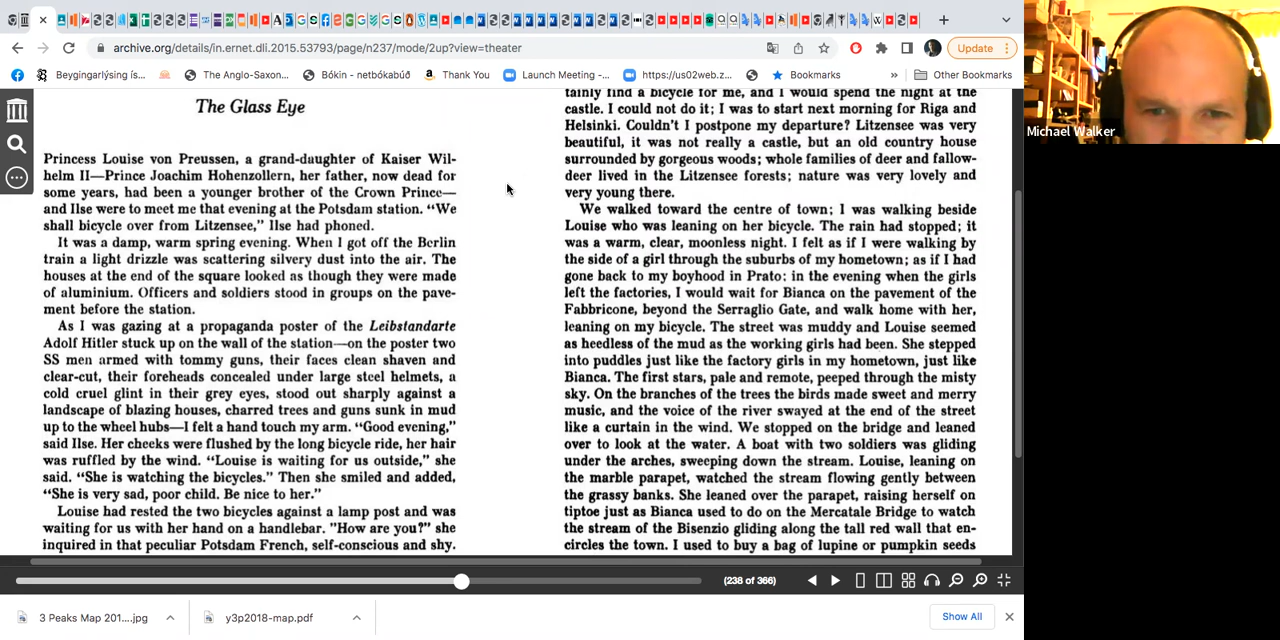 archive.org/details/in.ernet.dli.2015.53793/page/n237/mode/2up?view=theater
Update
Beygingarlýsing ís...
The Anglo-Saxon...
Bókin - netbókabúð
Thank You
Launch Meeting -...
https://us02web.z...
Bookmarks
»
Other Bookmarks
Michael Walker
The Glass Eye
Princess Louise von Preussen, a grand-daughter of Kaiser Wil-
helm II—Prince Joachim Hohenzollern, her father, now dead for
some years, had been a younger brother of the Crown Prince—
and Ilse were to meet me that evening at the Potsdam station. "We
shall bicycle over from Litzensee," Ilse had phoned.
It was a damp, warm spring evening. When I got off the Berlin
train a light drizzle was scattering silvery dust into the air. The
houses at the end of the square looked as though they were made
of aluminium. Officers and soldiers stood in groups on the pave-
ment before the station.
As I was gazing at a propaganda poster of the Leibstandarte
Adolf Hitler stuck up on the wall of the station—on the poster two
SS men armed with tommy guns, their faces clean shaven and
clear-cut, their foreheads concealed under large steel helmets, a
cold cruel glint in their grey eyes, stood out sharply against a
landscape of blazing houses, charred trees and guns sunk in mud
up to the wheel hubs—I felt a hand touch my arm. "Good evening,"
said Ilse. Her cheeks were flushed by the long bicycle ride, her hair
was ruffled by the wind. "Louise is waiting for us outside," she
said. "She is watching the bicycles." Then she smiled and added,
"She is very sad, poor child. Be nice to her."
Louise had rested the two bicycles against a lamp post and was
waiting for us with her hand on a handlebar. "How are you?" she
inquired in that peculiar Potsdam French, self-conscious and shy.
tainly find a bicycle for me, and I would spend the night at the
castle. I could not do it; I was to start next morning for Riga and
Helsinki. Couldn't I postpone my departure? Litzensee was very
beautiful, it was not really a castle, but an old country house
surrounded by gorgeous woods; whole families of deer and fallow-
deer lived in the Litzensee forests; nature was very lovely and
very young there.
We walked toward the centre of town; I was walking beside
Louise who was leaning on her bicycle. The rain had stopped; it
was a warm, clear, moonless night. I felt as if I were walking by
the side of a girl through the suburbs of my hometown; as if I had
gone back to my boyhood in Prato: in the evening when the girls
left the factories, I would wait for Bianca on the pavement of the
Fabbricone, beyond the Serraglio Gate, and walk home with her,
leaning on my bicycle. The street was muddy and Louise seemed
as heedless of the mud as the working girls had been. She stepped
into puddles just like the factory girls in my hometown, just like
Bianca. The first stars, pale and remote, peeped through the misty
sky. On the branches of the trees the birds made sweet and merry
music, and the voice of the river swayed at the end of the street
like a curtain in the wind. We stopped on the bridge and leaned
over to look at the water. A boat with two soldiers was gliding
under the arches, sweeping down the stream. Louise, leaning on
the marble parapet, watched the stream flowing gently between
the grassy banks. She leaned over the parapet, raising herself on
tiptoe just as Bianca used to do on the Mercatale Bridge to watch
the stream of the Bisenzio gliding along the tall red wall that en-
circles the town. I used to buy a bag of lupine or pumpkin seeds
(238 of 366)
3 Peaks Map 201....jpg
y3p2018-map.pdf
Show All